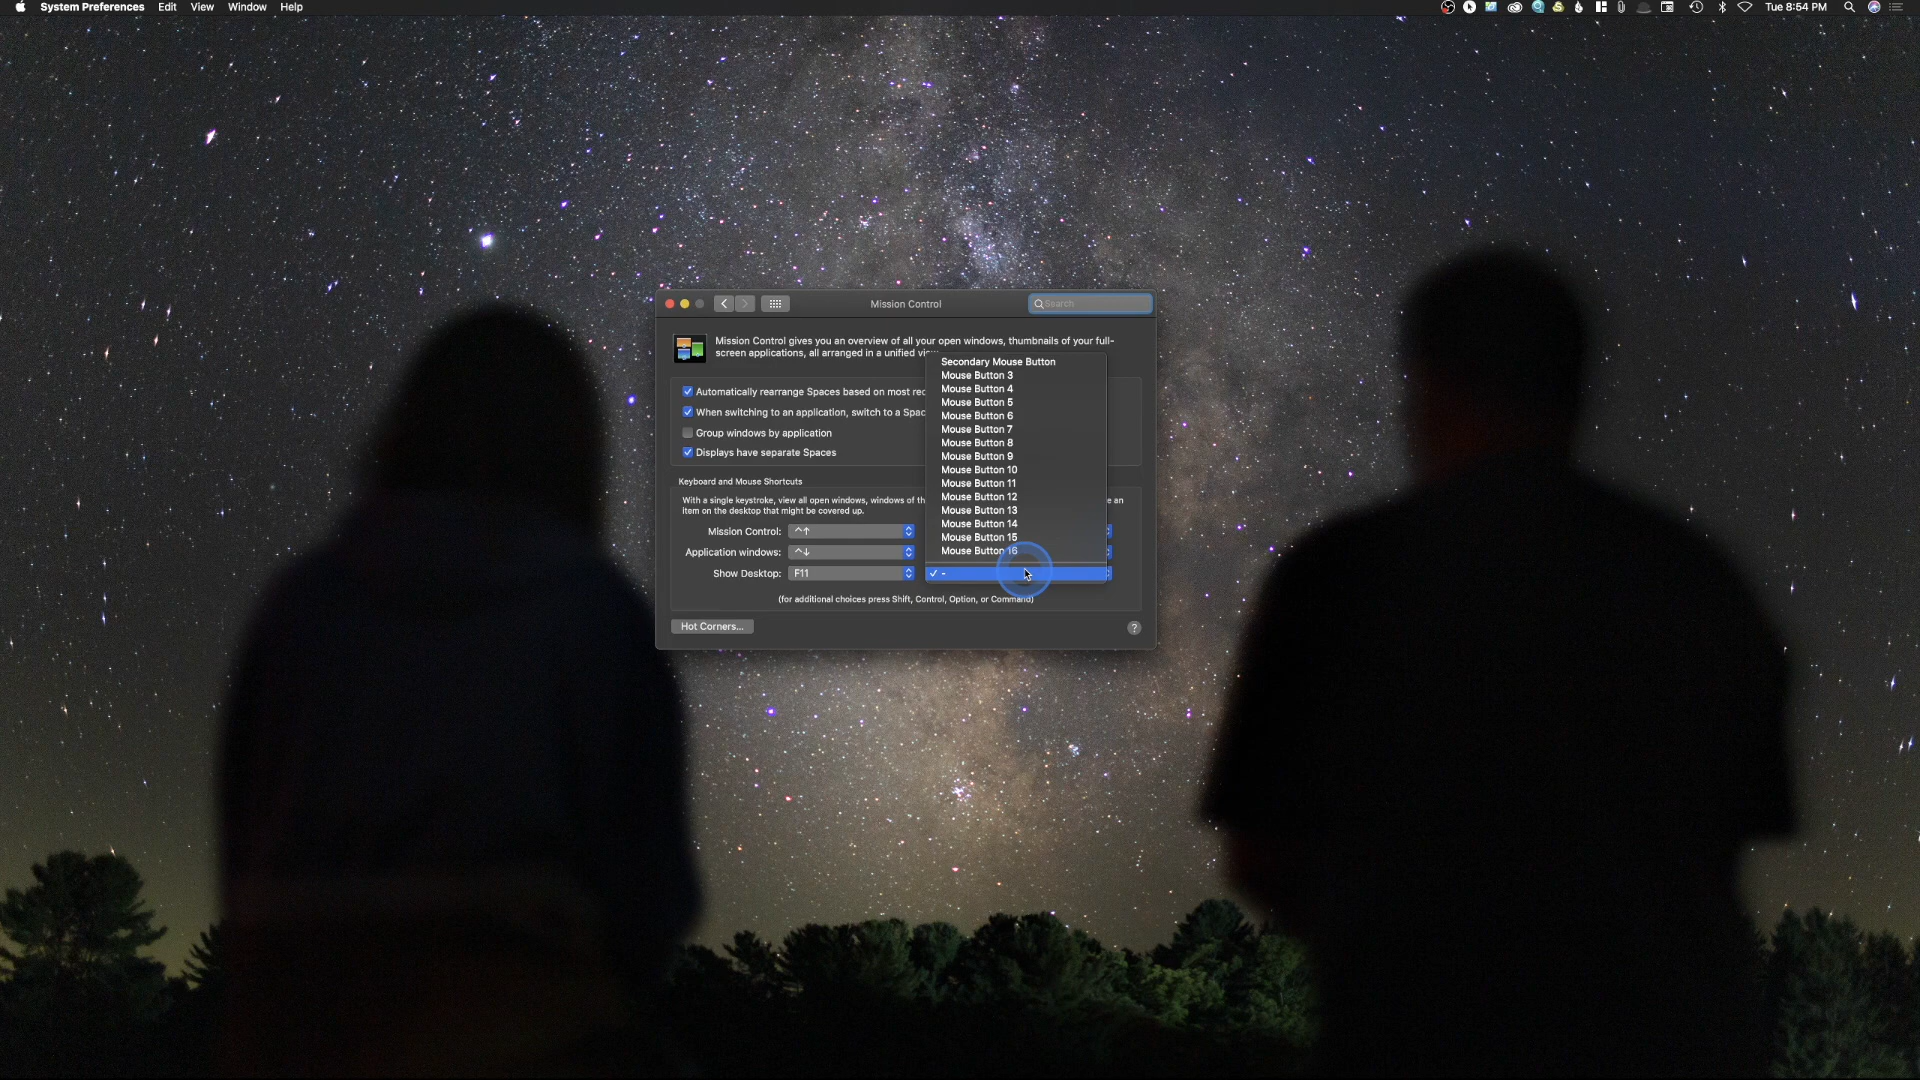 System Preferences Edit View Window Help
Tue 8:54 PM
Mission Control
Search
Mission Control gives you an overview of all your open windows, thumbnails of your full-
screen applications, all arranged in a unified
Automatically rearrange Spaces based on most
When switching to an application, switch to a
Group windows by application
Displays have separate Spaces
Secondary Mouse Button
Mouse Button 3
Mouse Button 4
Mouse Button 5
Mouse Button 6
Mouse Button 7
Mouse Button 8
Mouse Button 9
Mouse Button 10
Mouse Button 11
Mouse Button 12
Mouse Button 13
Mouse Button 14
Mouse Button 15
Mouse Button 16
✓ -
Keyboard and Mouse Shortcuts
With a single keystroke, view all open windows, windows of
item on the desktop that might be covered up.
Mission Control: ^↑
Application windows: ^↓
Show Desktop: F11
(for additional choices press Shift, Control, Option, or Command)
Hot Corners...
?